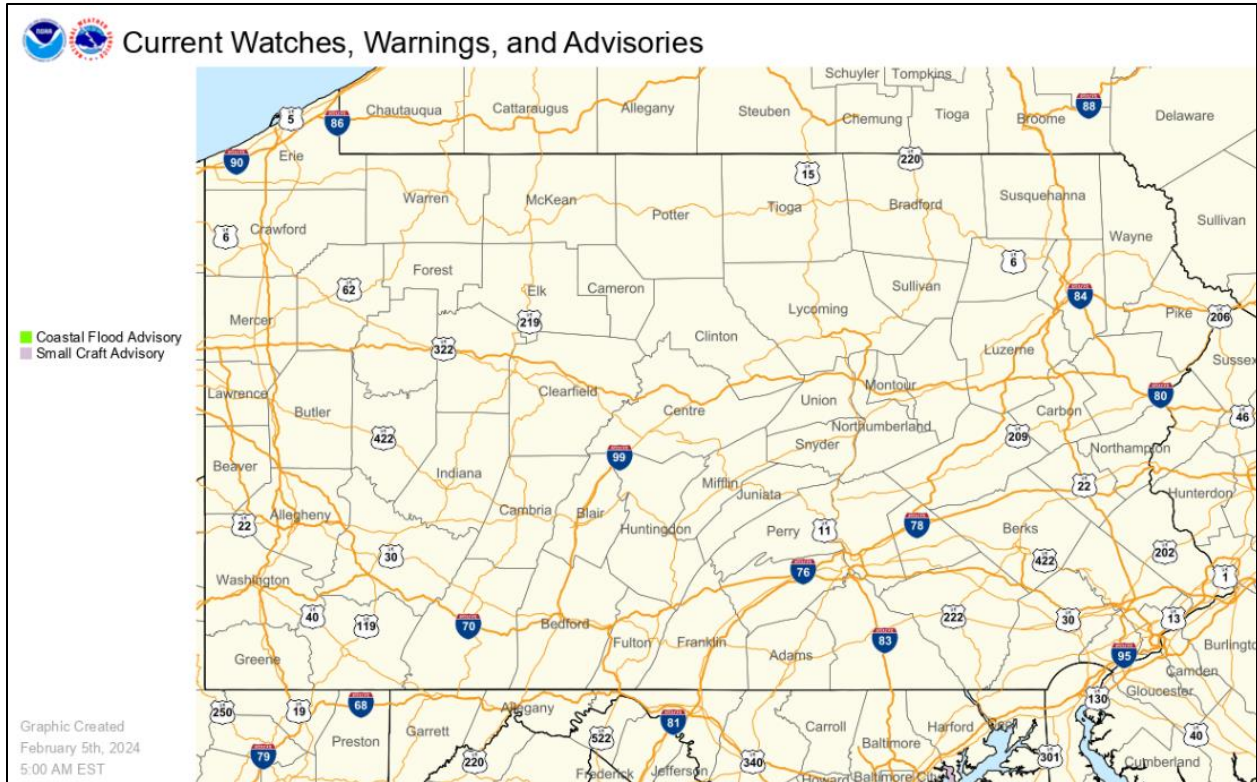 Current Watches, Warnings, and Advisories
Schuyler Tompkins
Chautauqua Cattaraugus Allegany Steuben Chemung Tioga Broome 88 Delaware
5 86
90 Erie 15 220
Warren McKean Potter Tioga Bradford Susquehanna
Crawford Wayne Sullivan
6 Forest 6
62 Elk Cameron Sullivan 84
Mercer 219 Lycoming Pike 206
Coastal Flood Advisory
Small Craft Advisory
322 Clinton Luzerne Sussex
Lawrence Clearfield Montour 80
Butler Centre Union Carbon 46
422 Northumberland 209 Northampton
Snyder
Beaver Indiana 99 Mifflin 22 Hunterdon
Juniata
22 Allegheny Cambria Blair Huntingdon Perry 11 78 Berks
30 76 422 202
Washington 1
40 119 70 Bedford 222 30 13
Greene Fulton Franklin Adams 83 95 Burlingto
Camden
250 19 68 Allegany 130 Gloucester
Graphic Created
Garrett 81 Carroll Harford Cecil
February 5th, 2024
Preston 522 Baltimore 40
5:00 AM EST
79 220 Frederick Jefferson 340 Howard Baltimore City 301 Cumberland